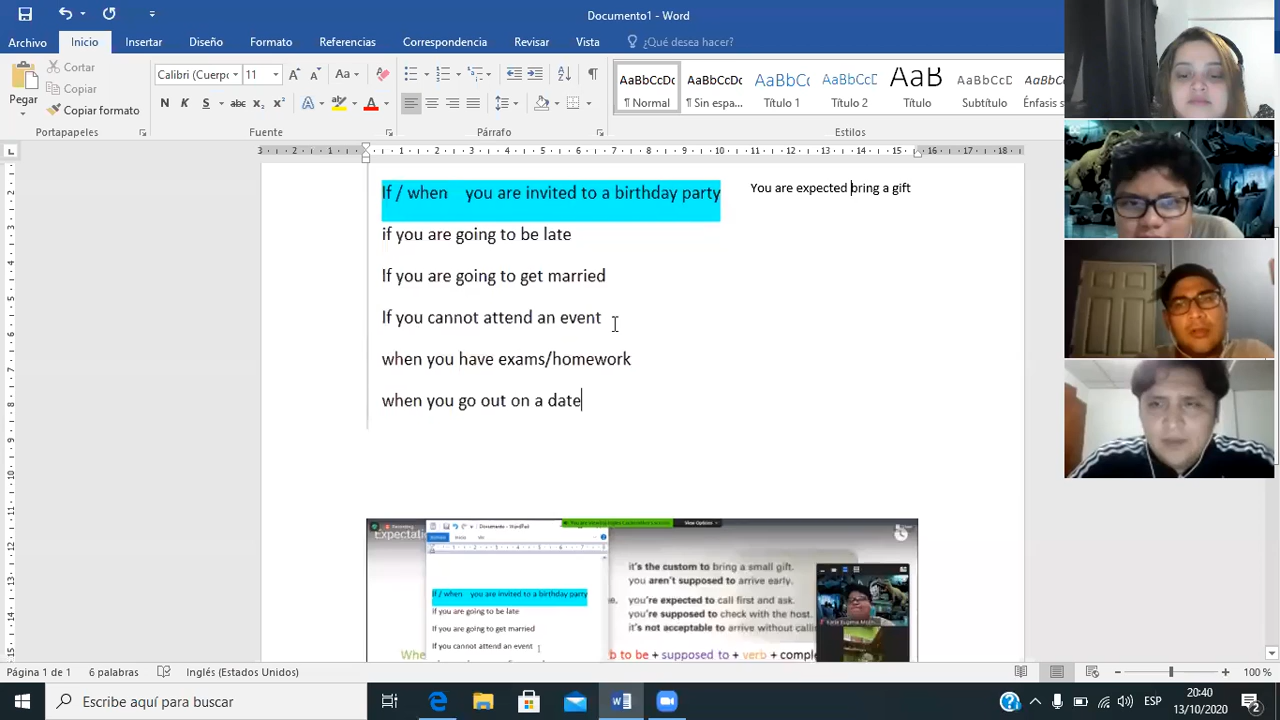 Documento1 - Word
Archivo Inicio Insertar Diseño Formato Referencias Correspondencia Revisar Vista ¿Qué desea hacer?
Pegar
Cortar
Copiar
Copiar formato
Calibri (Cuerpo 11
Portapapeles Fuente Párrafo Estilos
AaBbCcDc AaBbCcDc AaBbCc AaBbCcD AaB AaBbCcD AaBbCcD
¶ Normal ¶ Sin espa... Título 1 Título 2 Título Subtítulo Énfasis s
If / when you are invited to a birthday party
You are expected bring a gift
if you are going to be late
If you are going to get married
If you cannot attend an event
when you have exams/homework
when you go out on a date
it's the custom to bring a small gift.
you aren't supposed to arrive early.
you're expected to call first and ask.
you're supposed to check with the host.
it's not acceptable to arrive without calli
If / when you are invited to a birthday party
If you are going to be late
If you are going to get married
If you cannot attend an event
to be + supposed to + verb + comple
Página 1 de 1 6 palabras Inglés (Estados Unidos) 100 %
Escribe aquí para buscar
ESP
20:40
13/10/2020